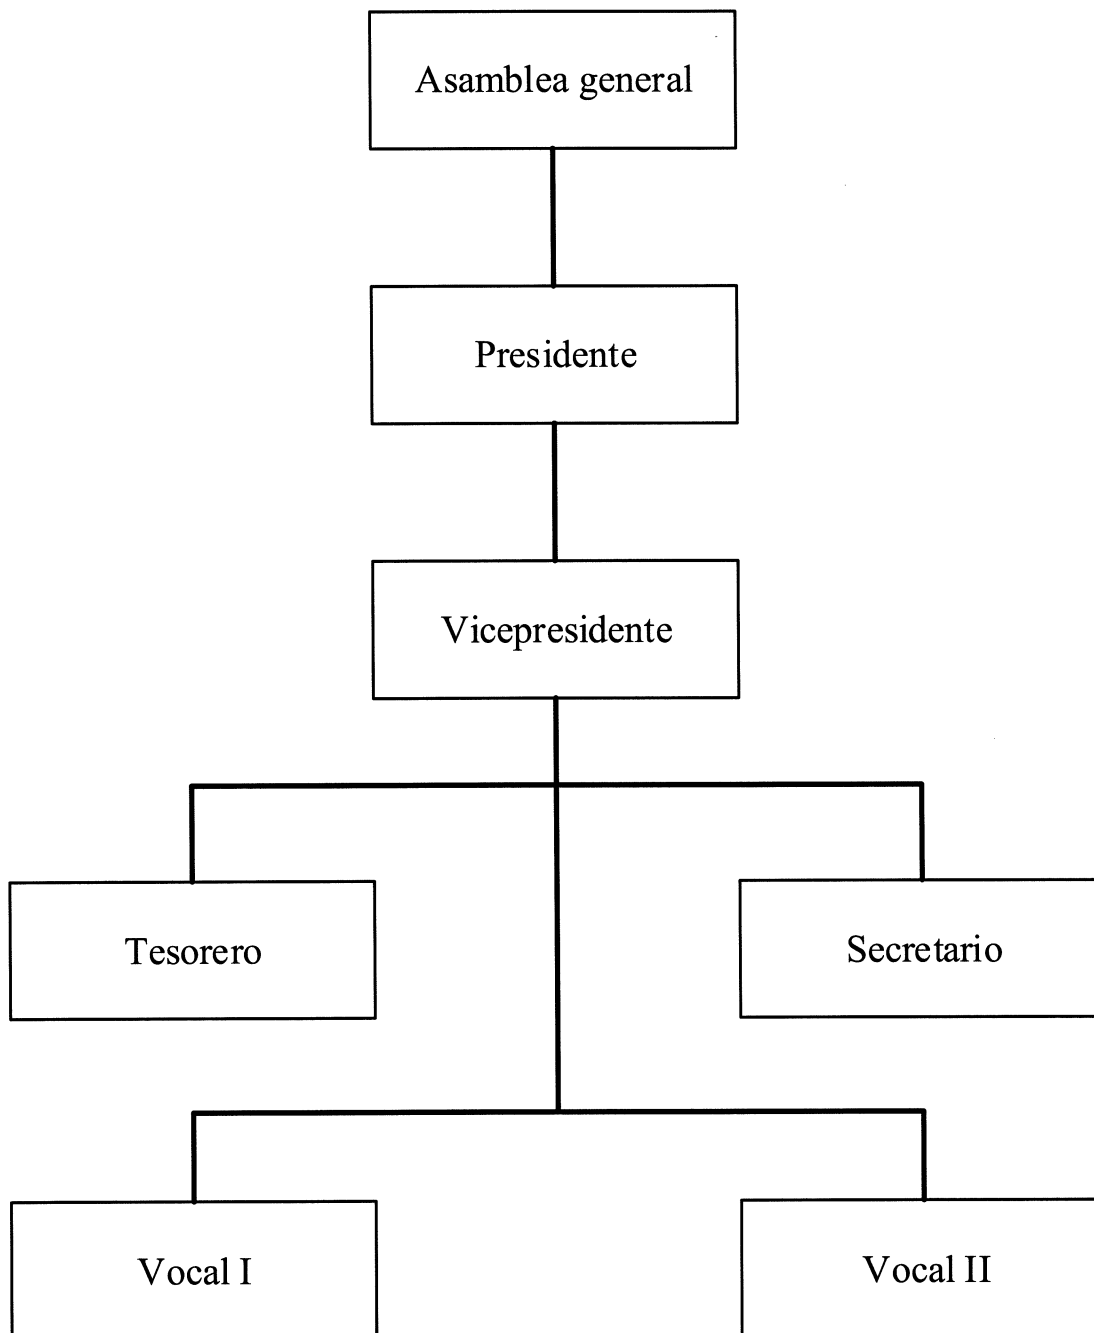 Asamblea general
Presidente
Vicepresidente
Tesorero
Secretario
Vocal I
Vocal II